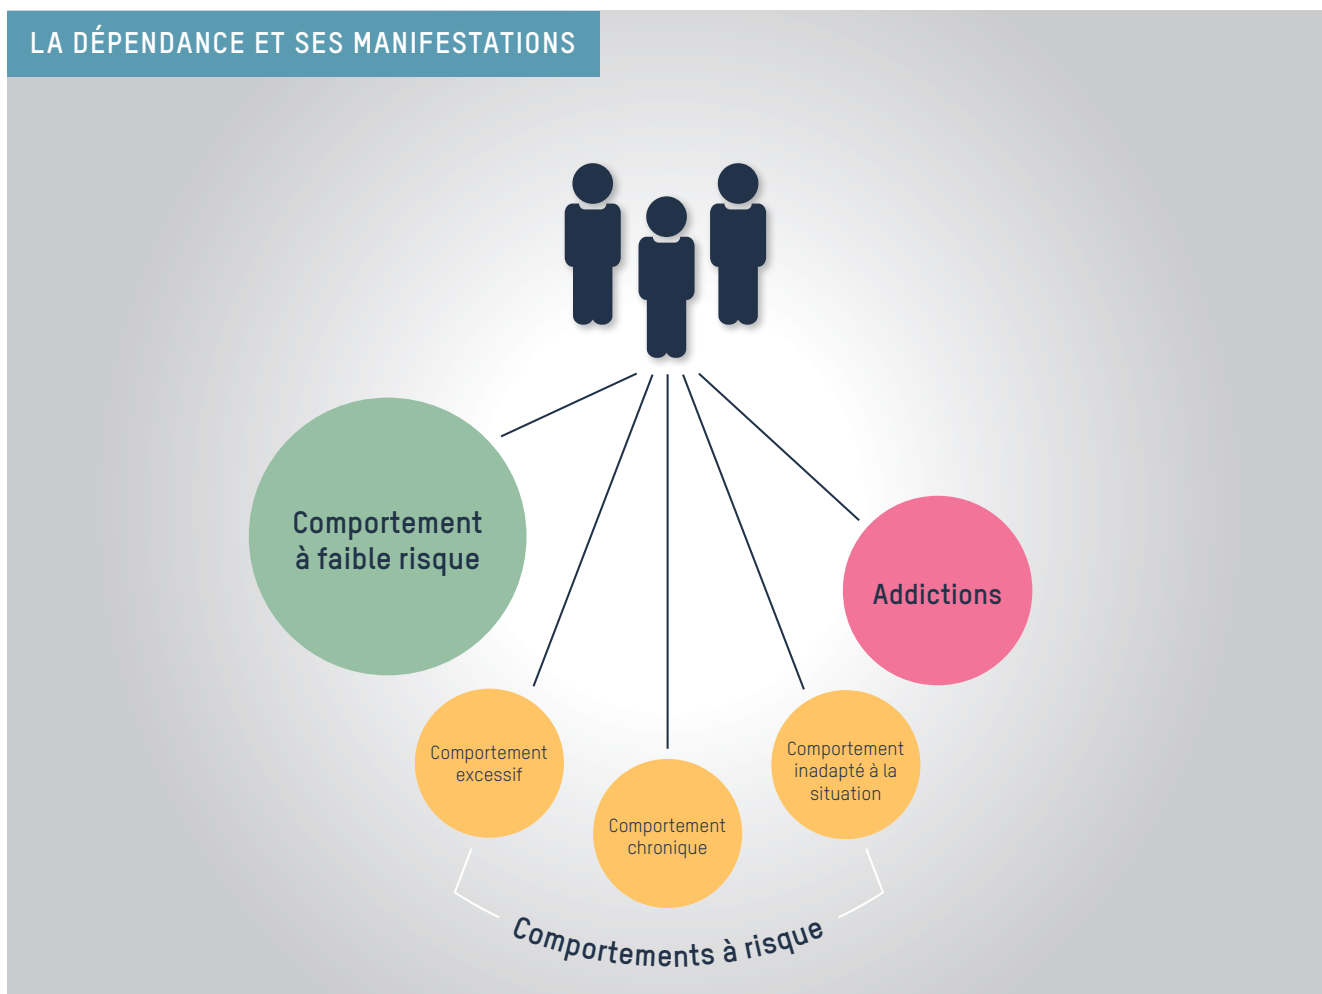 LA DÉPENDANCE ET SES MANIFESTATIONS
Comportement
à faible risque
Addictions
Comportement
excessif
Comportement
chronique
Comportement
inadapté à la
situation
Comportements à risque